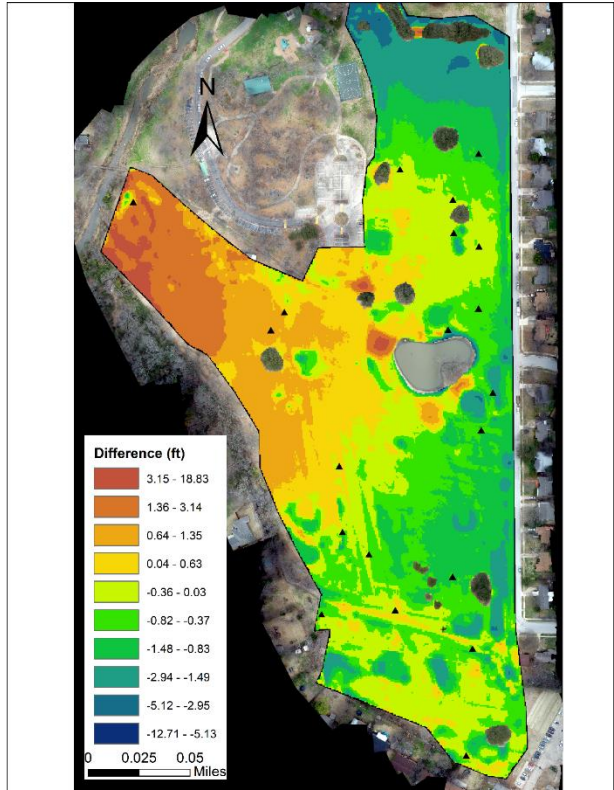 N
Difference (ft)
3.15 - 18.83
1.36 - 3.14
0.64 - 1.35
0.04 - 0.63
-0.36 - 0.03
-0.82 - -0.37
-1.48 - -0.83
-2.94 - -1.49
-5.12 - -2.95
-12.71 - -5.13
0 0.025 0.05
Miles